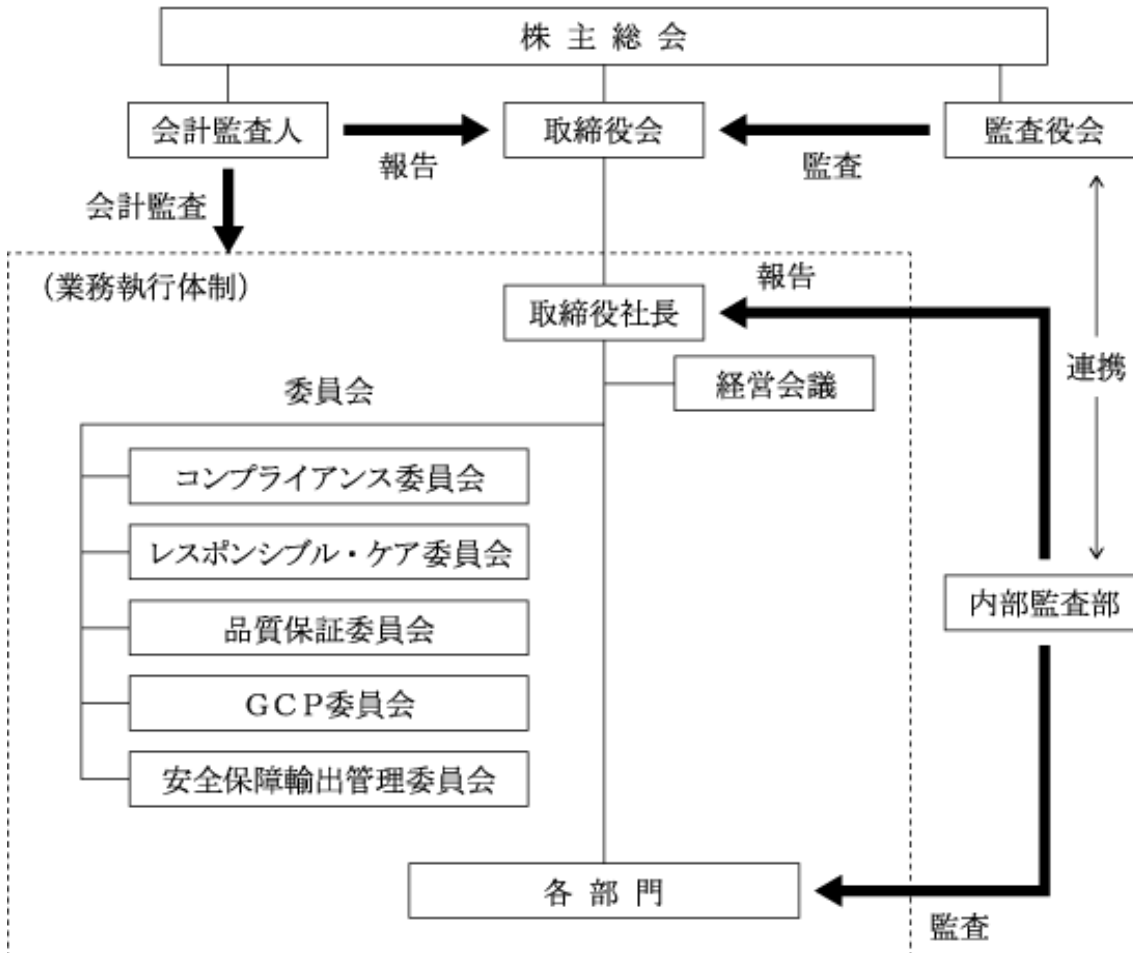 株主総会
会計監査人
取締役会
監査役会
報告
監査
会計監査
(業務執行体制)
報告
取締役社長
連携
経営会議
委員会
コンプライアンス委員会
レスポンシブル・ケア委員会
品質保証委員会
内部監査部
GCP委員会
安全保障輸出管理委員会
各部門
監査